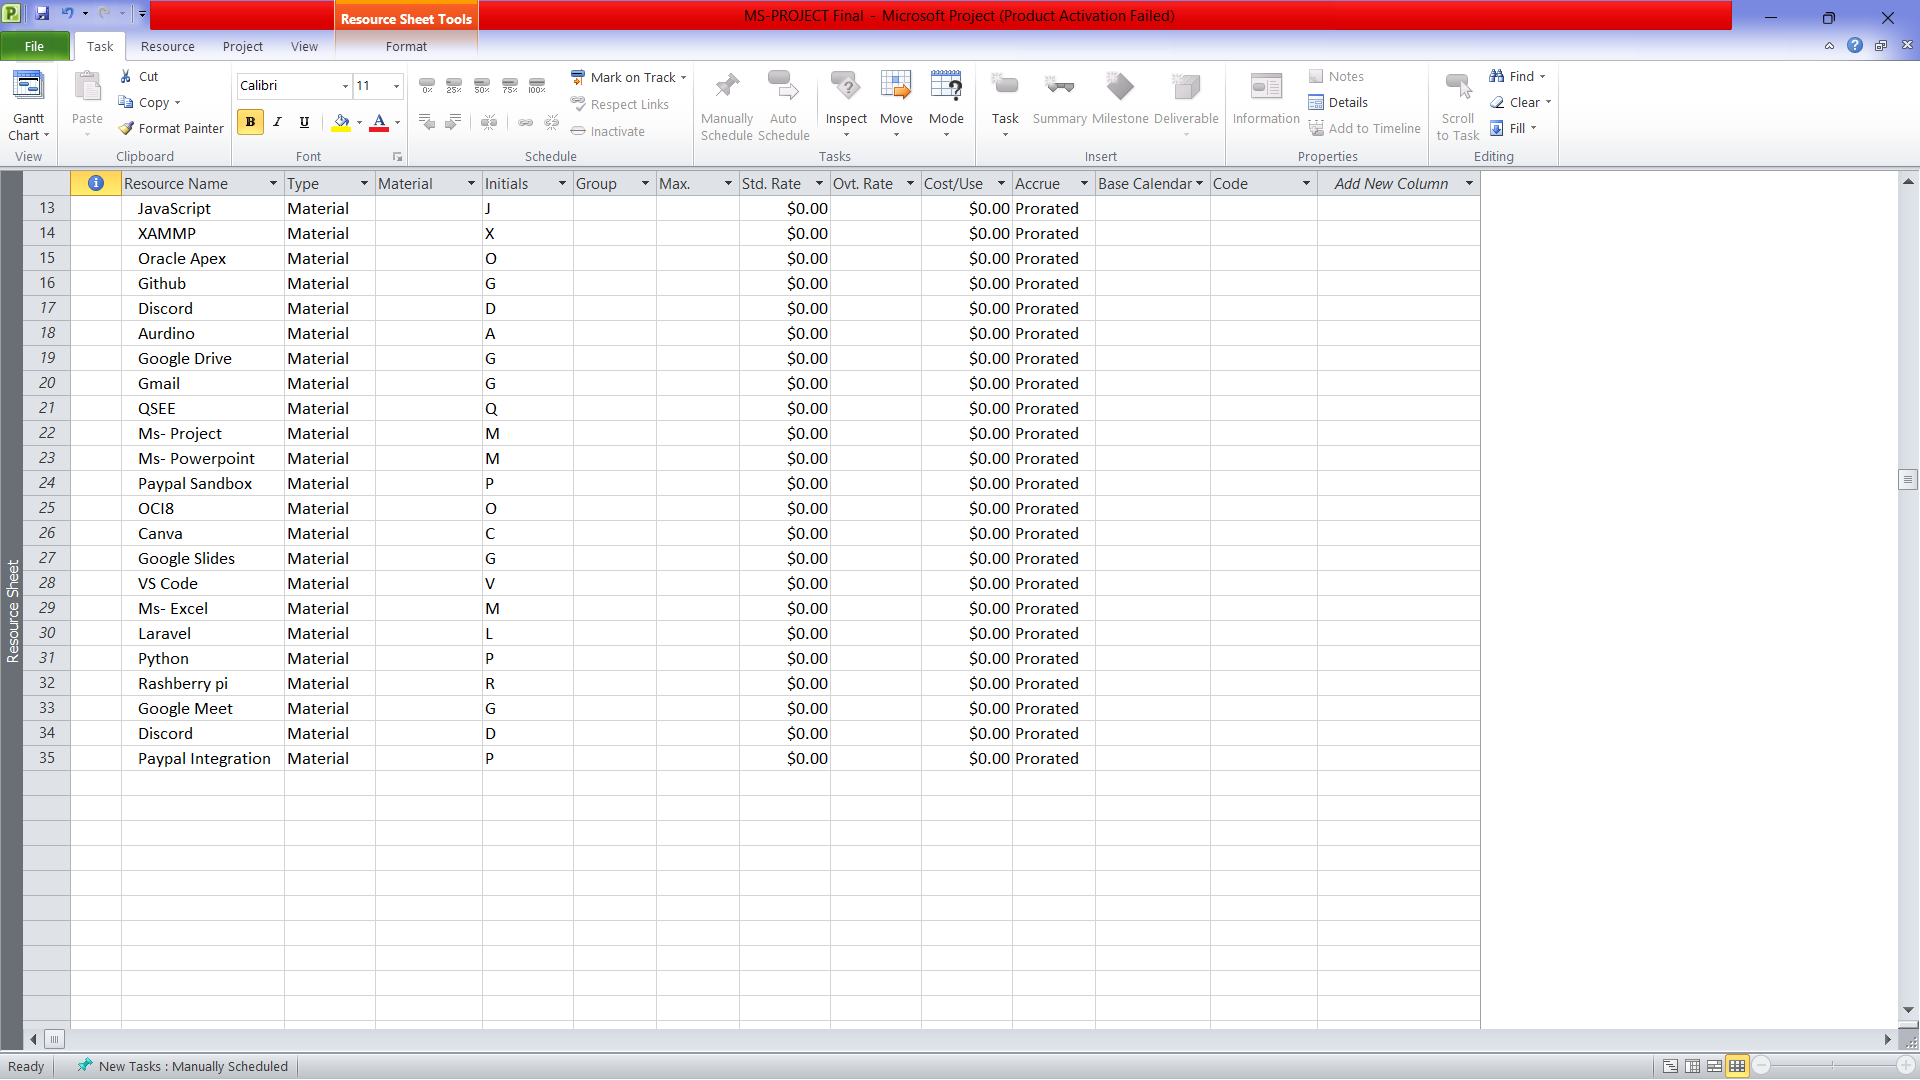 Resource Sheet Tools
MS-PROJECT Final - Microsoft Project (Product Activation Failed)
File Task Resource Project View Format
Gantt Chart
View
Paste
Cut
Copy
Format Painter
Clipboard
Calibri 11
B I U A
Font
0% 25% 50% 75% 100%
Mark on Track
Respect Links
Inactivate
Schedule
Manually Schedule
Auto Schedule
Inspect Move Mode
Tasks
Task Summary Milestone Deliverable
Insert
Information
Notes
Details
Add to Timeline
Properties
Scroll to Task
Find
Clear
Fill
Editing
Resource Name Type Material Initials Group Max. Std. Rate Ovt. Rate Cost/Use Accrue Base Calendar Code Add New Column
13 JavaScript Material J $0.00 $0.00 Prorated
14 XAMMP Material X $0.00 $0.00 Prorated
15 Oracle Apex Material O $0.00 $0.00 Prorated
16 Github Material G $0.00 $0.00 Prorated
17 Discord Material D $0.00 $0.00 Prorated
18 Aurdino Material A $0.00 $0.00 Prorated
19 Google Drive Material G $0.00 $0.00 Prorated
20 Gmail Material G $0.00 $0.00 Prorated
21 QSEE Material Q $0.00 $0.00 Prorated
22 Ms- Project Material M $0.00 $0.00 Prorated
23 Ms- Powerpoint Material M $0.00 $0.00 Prorated
24 Paypal Sandbox Material P $0.00 $0.00 Prorated
25 OCI8 Material O $0.00 $0.00 Prorated
26 Canva Material C $0.00 $0.00 Prorated
27 Google Slides Material G $0.00 $0.00 Prorated
28 VS Code Material V $0.00 $0.00 Prorated
29 Ms- Excel Material M $0.00 $0.00 Prorated
30 Laravel Material L $0.00 $0.00 Prorated
31 Python Material P $0.00 $0.00 Prorated
32 Rashberry pi Material R $0.00 $0.00 Prorated
33 Google Meet Material G $0.00 $0.00 Prorated
34 Discord Material D $0.00 $0.00 Prorated
35 Paypal Integration Material P $0.00 $0.00 Prorated
Resource Sheet
Ready New Tasks : Manually Scheduled